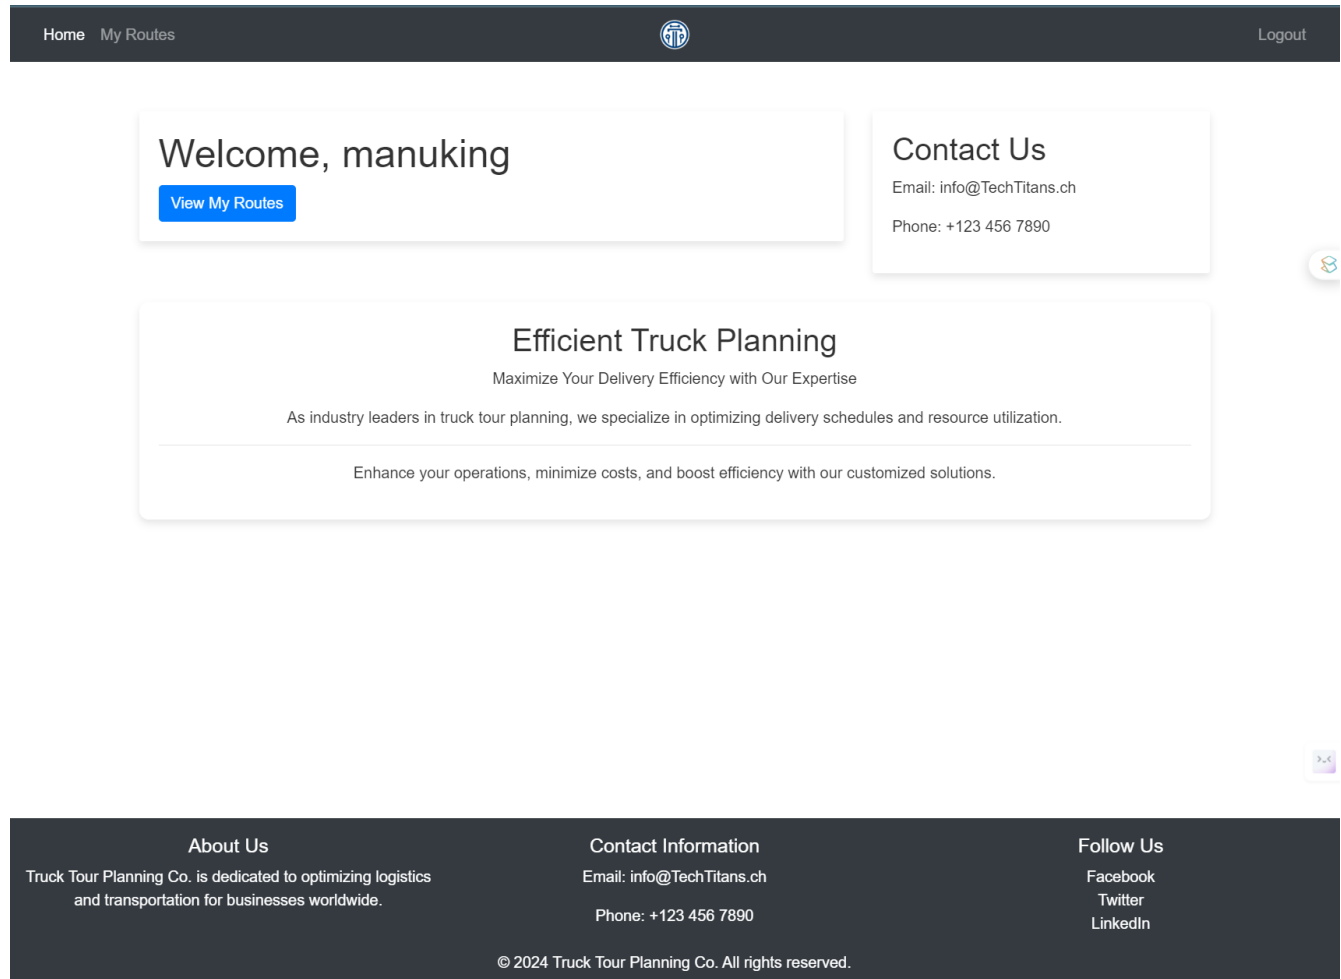 Home My Routes Logout
Welcome, manuking
View My Routes
Contact Us
Email: info@TechTitans.ch
Phone: +123 456 7890
Efficient Truck Planning
Maximize Your Delivery Efficiency with Our Expertise
As industry leaders in truck tour planning, we specialize in optimizing delivery schedules and resource utilization.
Enhance your operations, minimize costs, and boost efficiency with our customized solutions.
About Us
Truck Tour Planning Co. is dedicated to optimizing logistics
and transportation for businesses worldwide.
Contact Information
Email: info@TechTitans.ch
Phone: +123 456 7890
Follow Us
Facebook
Twitter
LinkedIn
© 2024 Truck Tour Planning Co. All rights reserved.